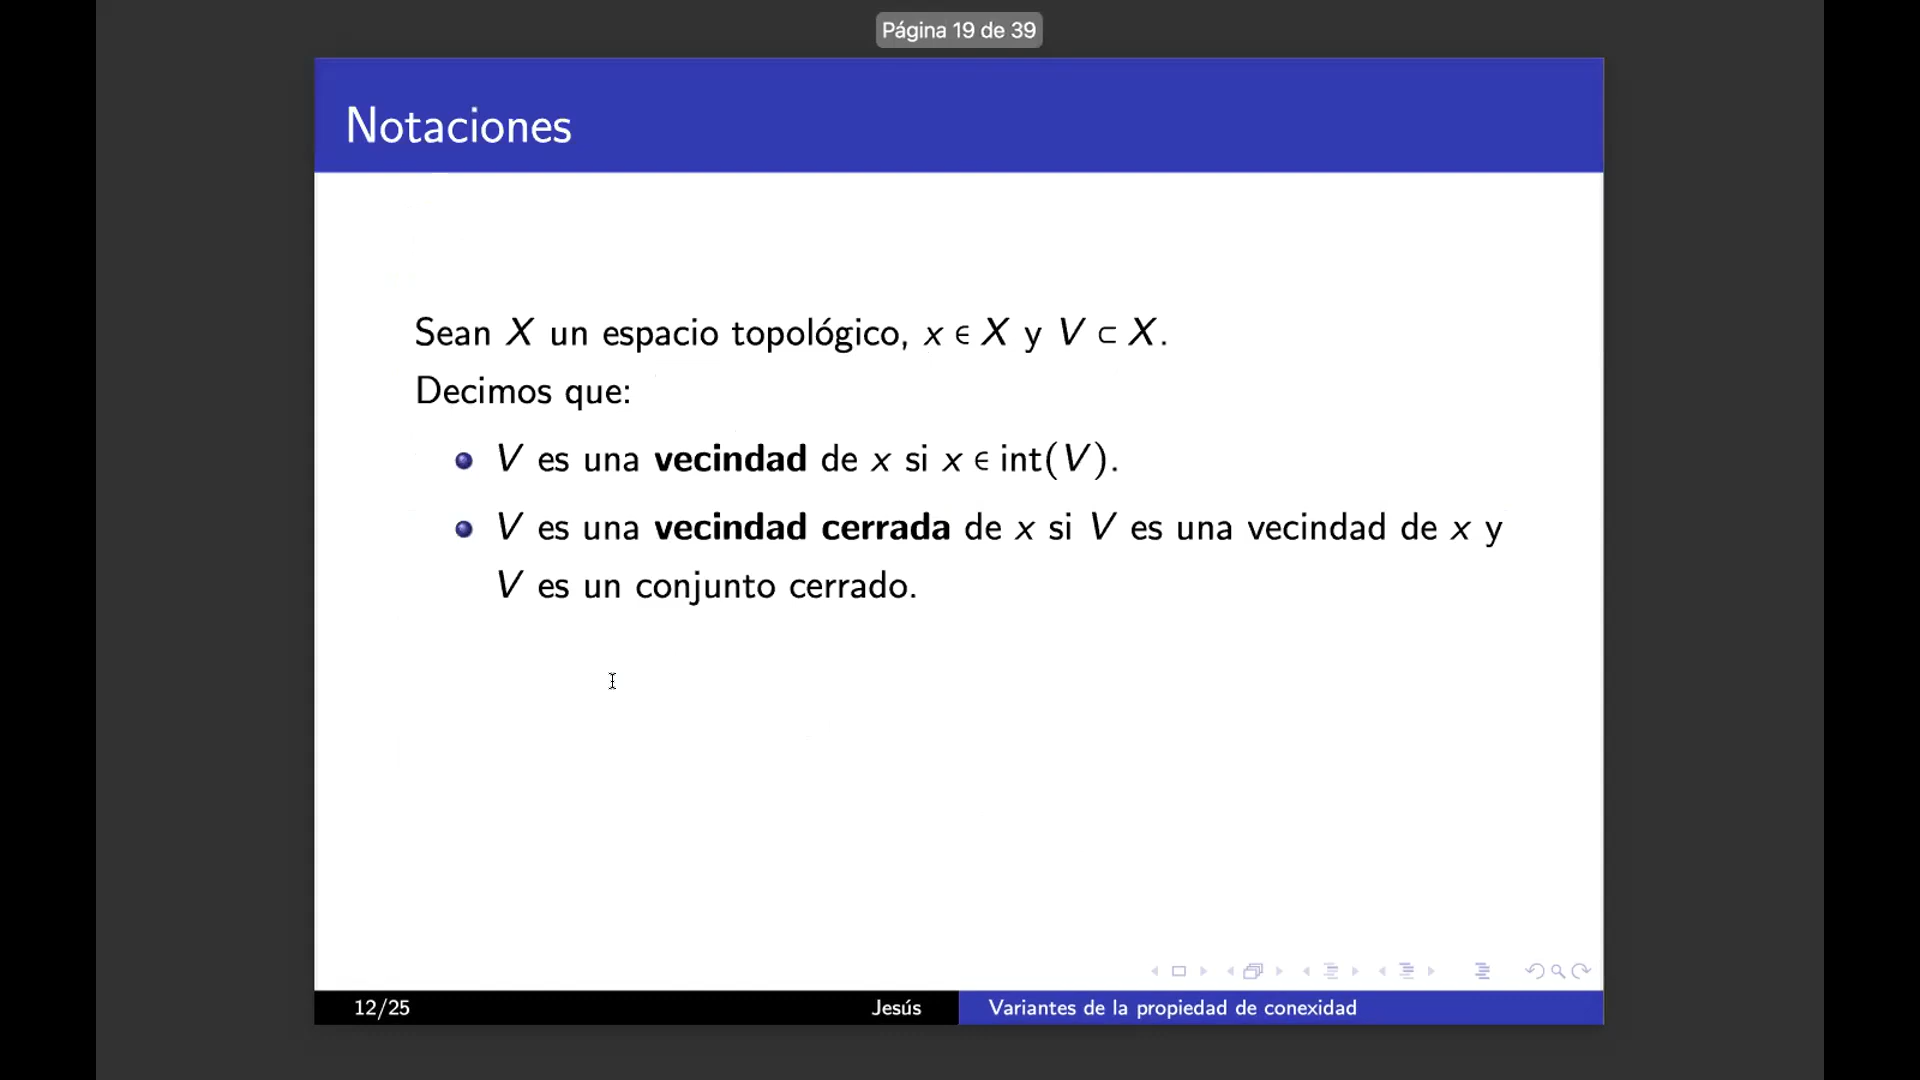 Página 19 de 39
Notaciones
Sean X un espacio topológico, x ∈ X y V ⊂ X.
Decimos que:
V es una vecindad de x si x ∈ int(V).
V es una vecindad cerrada de x si V es una vecindad de x y
V es un conjunto cerrado.
12/25 Jesús Variantes de la propiedad de conexidad